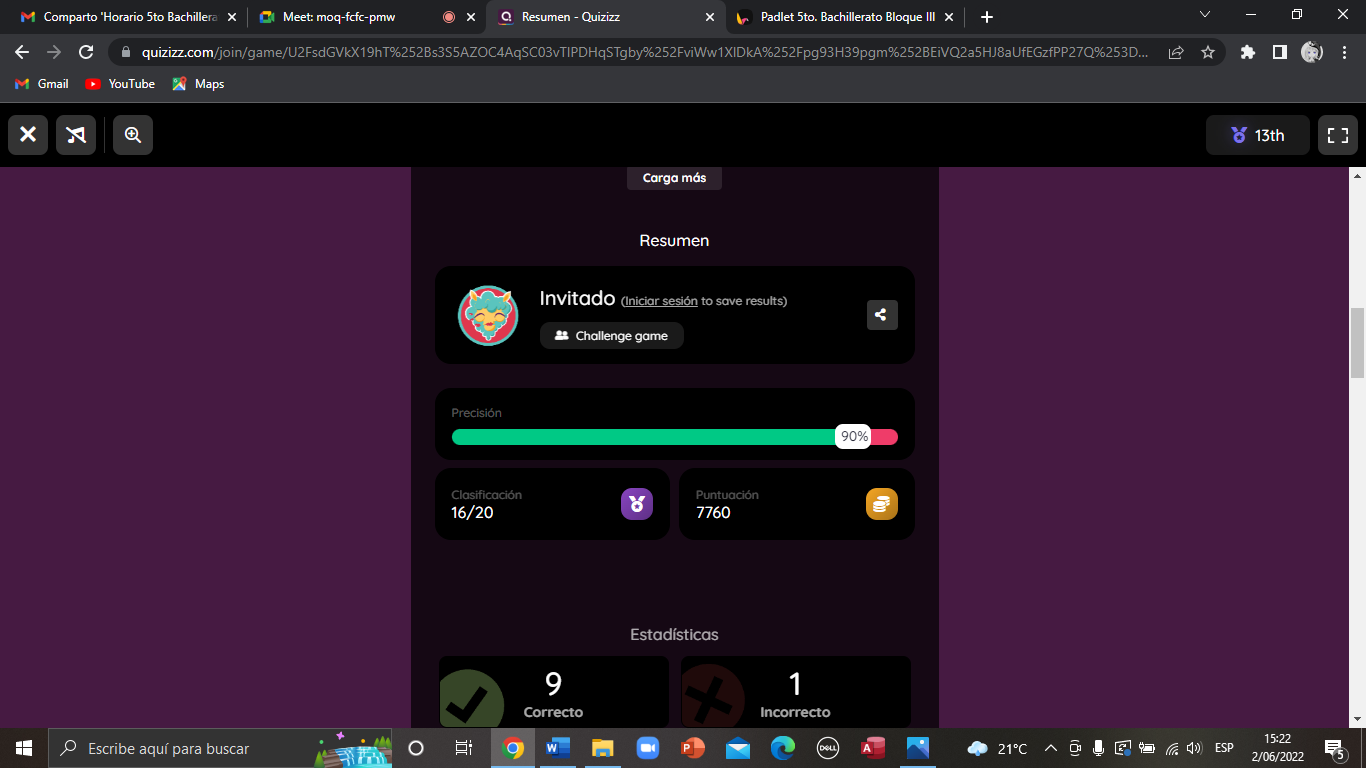 Comparto 'Horario 5to Bachillera
Meet: moq-fcfc-pmw
Resumen - Quizizz
Padlet 5to. Bachillerato Bloque III
quizizz.com/join/game/U2FsdGVkX19hT%252Bs3S5AZOC4AqSC03vTlPDHqSTgby%252FviWw1XlDkA%252Fpg93H39pgm%252BEiVQ2a5HJ8aUfEGzfPP27Q%253D...
Gmail
YouTube
Maps
13th
Carga más
Resumen
Invitado (Iniciar sesión to save results)
Challenge game
Precisión
90%
Clasificación
16/20
Puntuación
7760
Estadísticas
9
Correcto
1
Incorrecto
Escribe aquí para buscar
DELL
21°C
ESP
15:22
2/06/2022
5